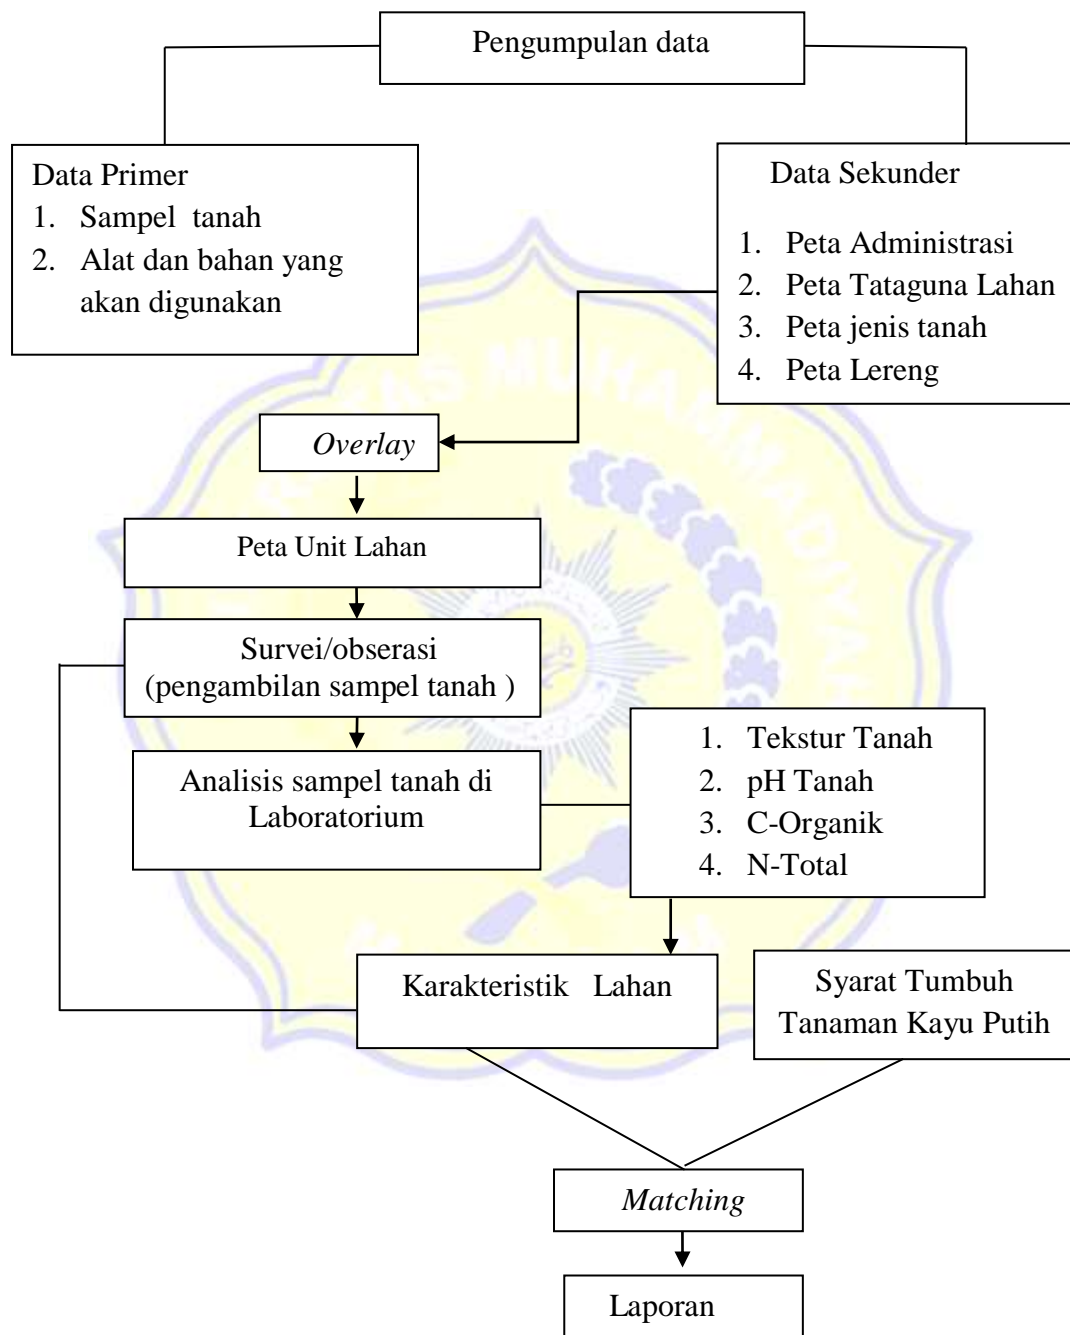 Pengumpulan data
Data Primer
1. Sampel tanah
2. Alat dan bahan yang
akan digunakan
Data Sekunder
1. Peta Administrasi
2. Peta Tataguna Lahan
3. Peta jenis tanah
4. Peta Lereng
Overlay
Peta Unit Lahan
Survei/obserasi
(pengambilan sampel tanah )
Analisis sampel tanah di
Laboratorium
1. Tekstur Tanah
2. pH Tanah
3. C-Organik
4. N-Total
Karakteristik Lahan
Syarat Tumbuh
Tanaman Kayu Putih
Matching
Laporan
MUHAMMADIYAH